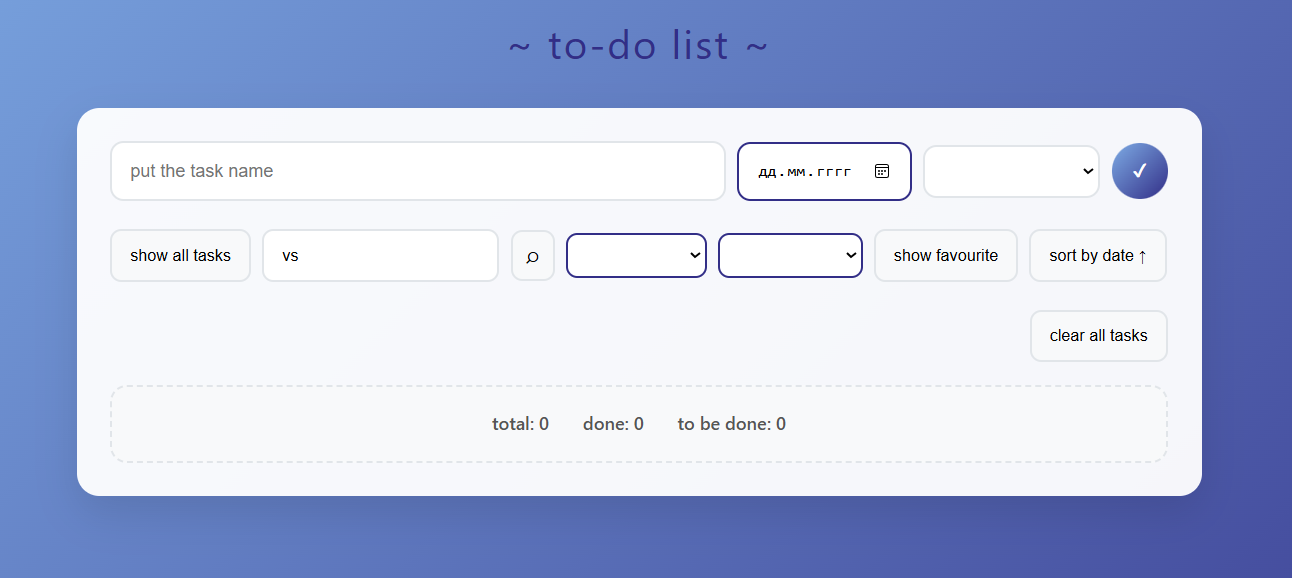 ~ to-do list ~
put the task name дд.мм.гггг ✓
show all tasks vs show favourite sort by date ↑
clear all tasks
total: 0 done: 0 to be done: 0